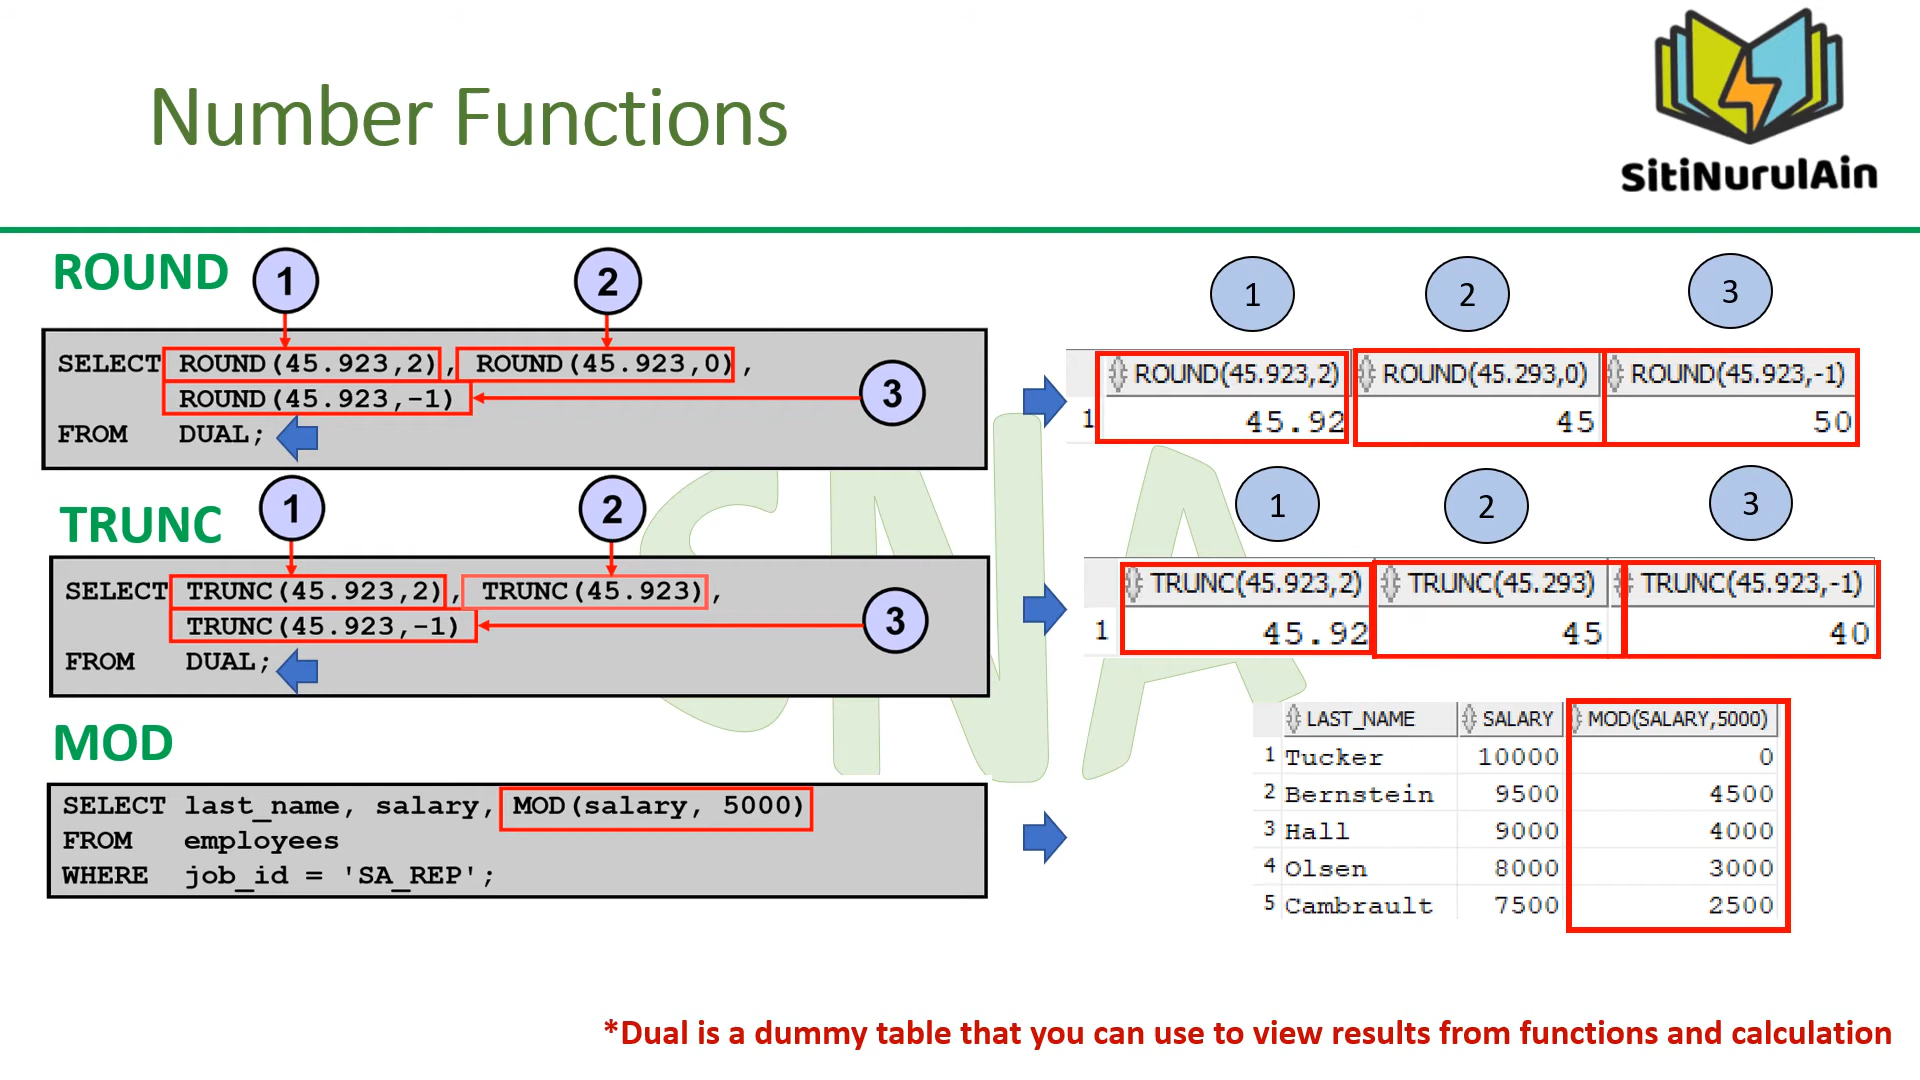 Number Functions
SitiNurulAin
ROUND
1
2
SELECT ROUND(45.923,2), ROUND(45.923,0),
ROUND(45.923,-1)
3
FROM DUAL;
1
2
3
ROUND(45.923,2) ROUND(45.293,0) ROUND(45.923,-1)
1 45.92 45 50
TRUNC
1
2
SELECT TRUNC(45.923,2), TRUNC(45.923),
TRUNC(45.923,-1)
3
FROM DUAL;
1
2
3
TRUNC(45.923,2) TRUNC(45.293) TRUNC(45.923,-1)
1 45.92 45 40
SNA
MOD
SELECT last_name, salary, MOD(salary, 5000)
FROM employees
WHERE job_id = 'SA_REP';
LAST_NAME SALARY MOD(SALARY,5000)
1 Tucker 10000 0
2 Bernstein 9500 4500
3 Hall 9000 4000
4 Olsen 8000 3000
5 Cambrault 7500 2500
*Dual is a dummy table that you can use to view results from functions and calculation